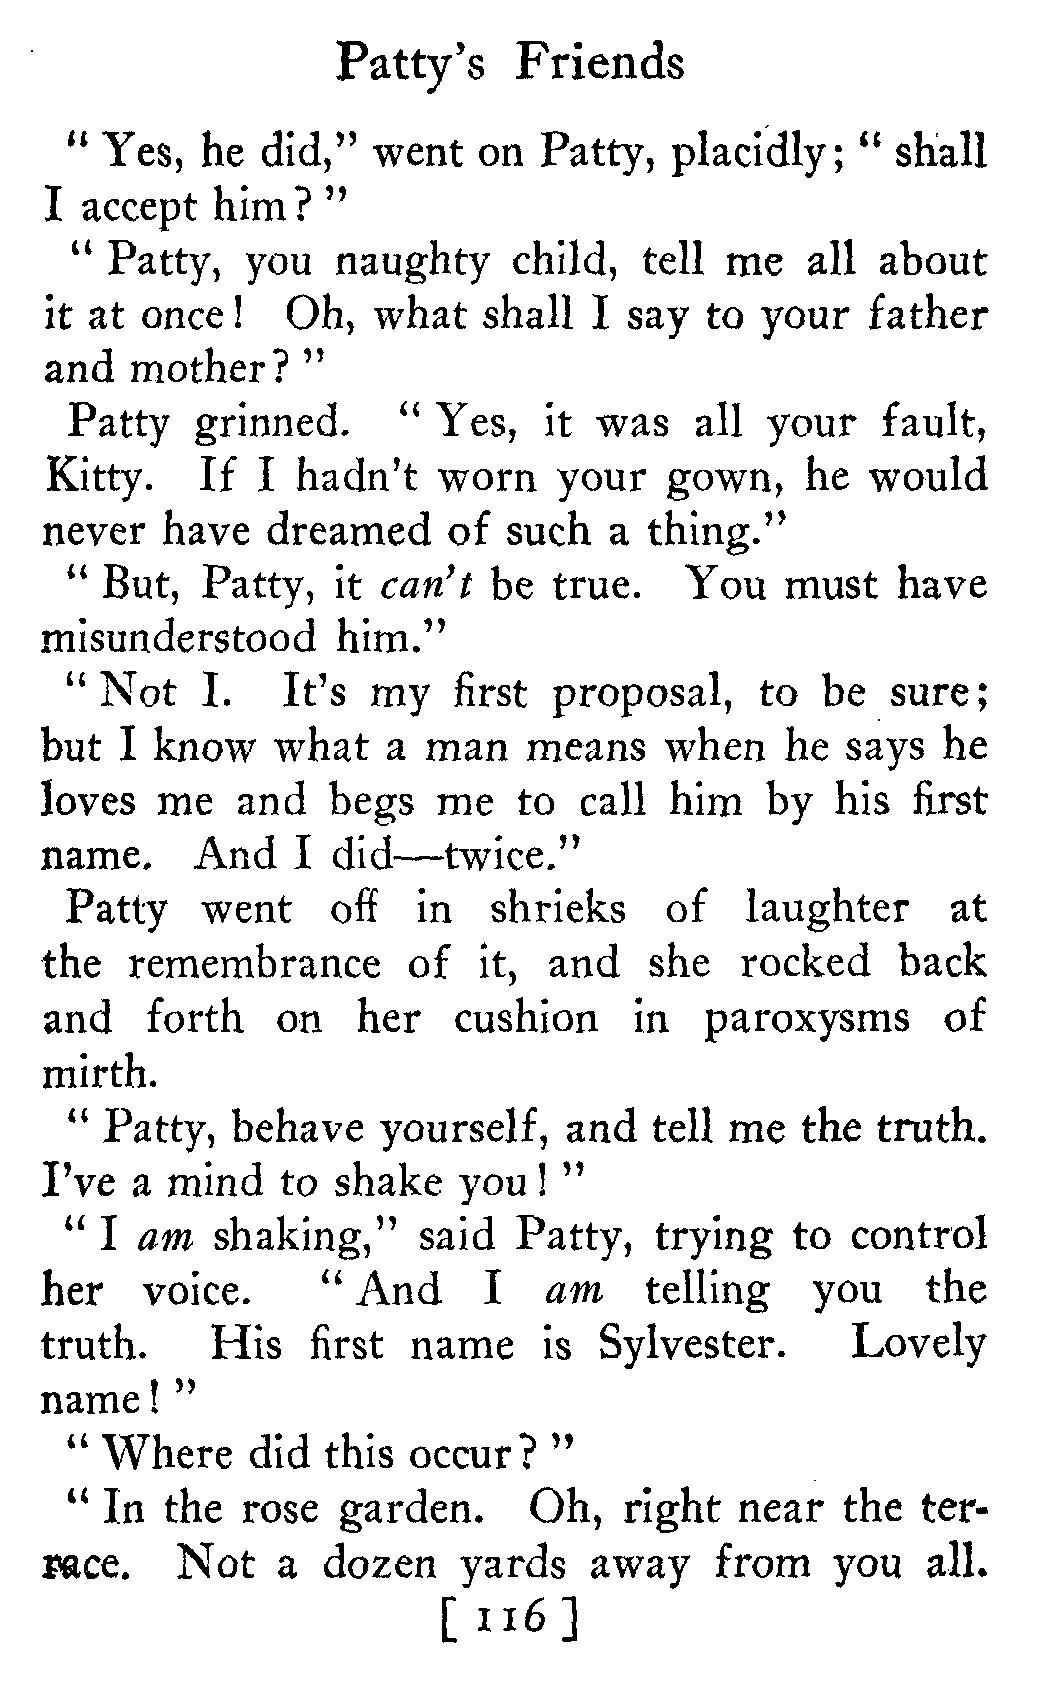 Patty's Friends
" Yes, he did," went on Patty, placidly; " shall
I accept him? "
" Patty, you naughty child, tell me all about
it at once! Oh, what shall I say to your father
and mother? "
Patty grinned. " Yes, it was all your fault,
Kitty. If I hadn't worn your gown, he would
never have dreamed of such a thing."
" But, Patty, it can't be true. You must have
misunderstood him."
" Not I. It's my first proposal, to be sure;
but I know what a man means when he says he
loves me and begs me to call him by his first
name. And I did—twice."
Patty went off in shrieks of laughter at
the remembrance of it, and she rocked back
and forth on her cushion in paroxysms of
mirth.
" Patty, behave yourself, and tell me the truth.
I've a mind to shake you! "
" I am shaking," said Patty, trying to control
her voice. " And I am telling you the
truth. His first name is Sylvester. Lovely
name! "
" Where did this occur? "
" In the rose garden. Oh, right near the ter-
race. Not a dozen yards away from you all.
[ 116 ]